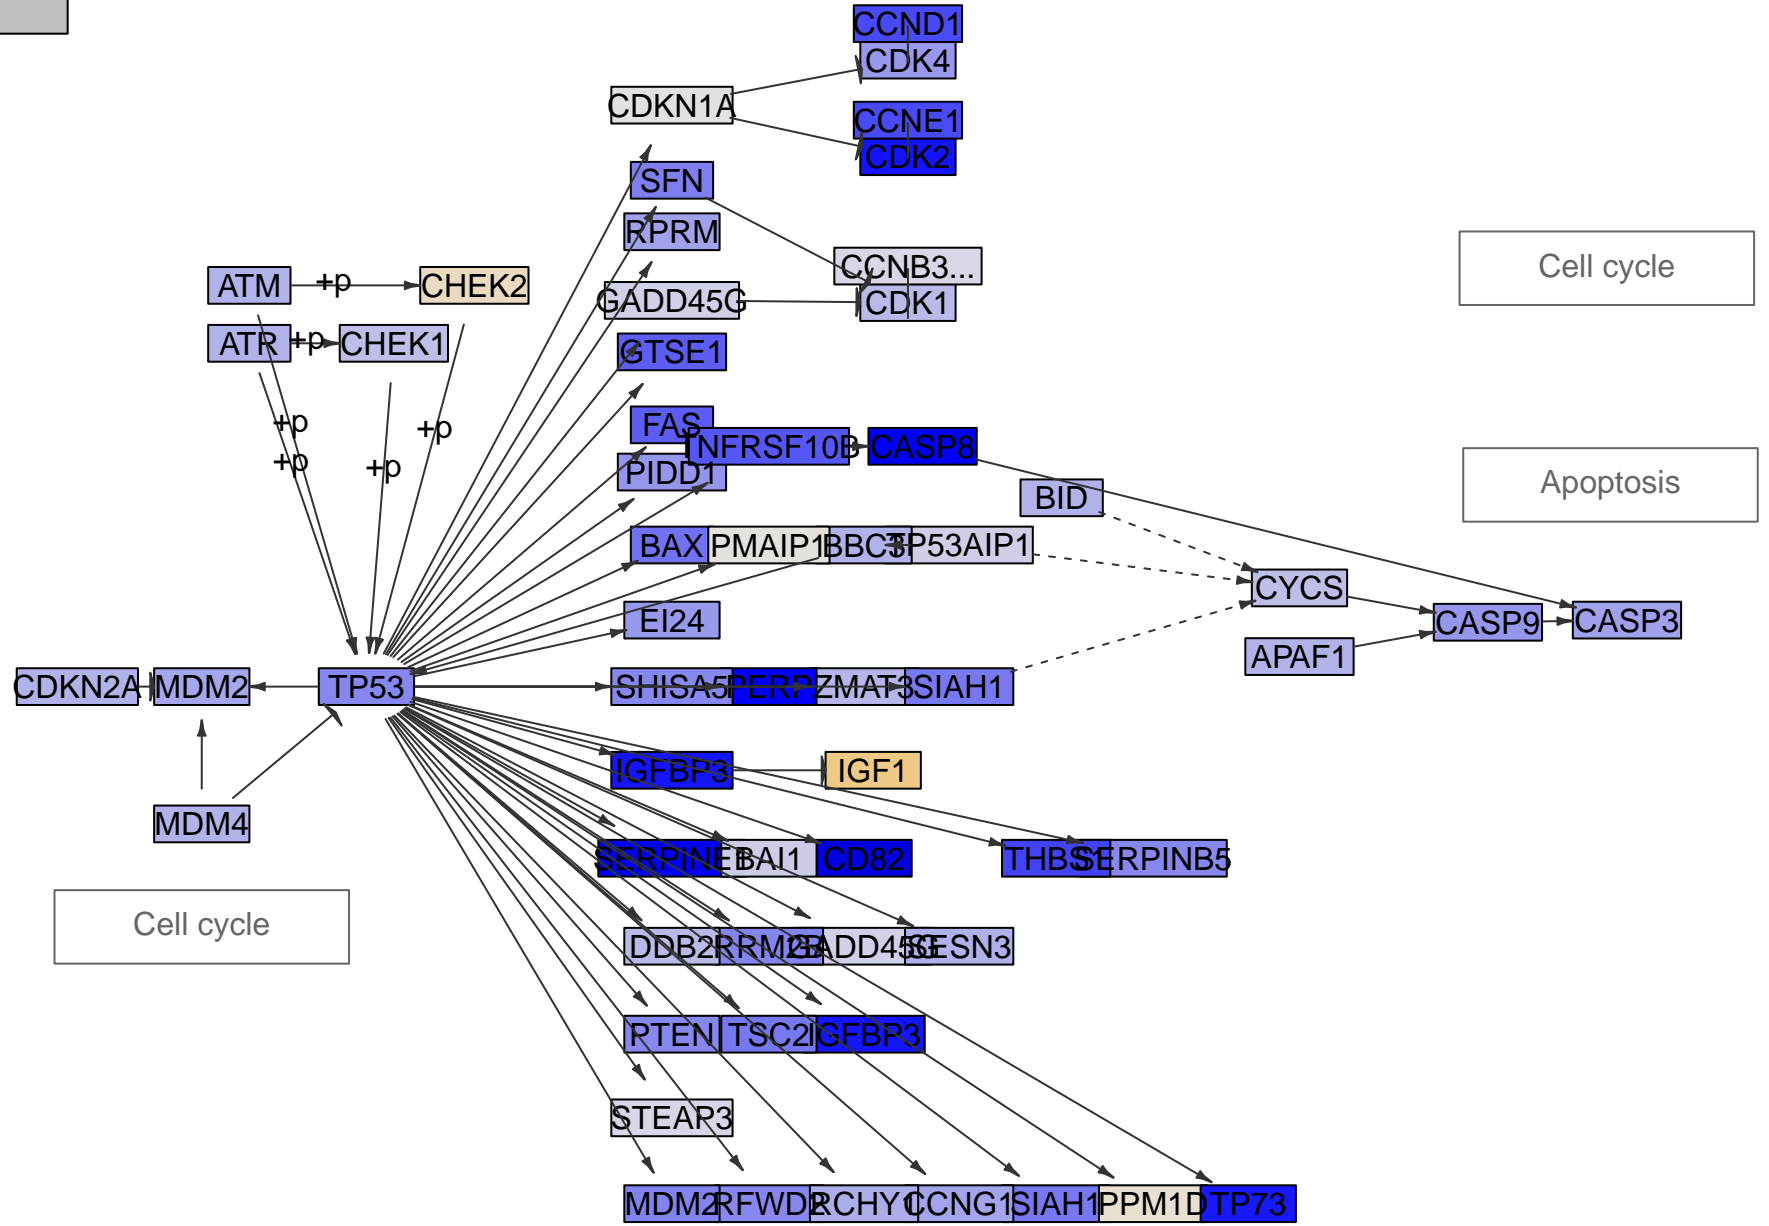 CCND1
CDK4
CDKN1A
CCNE1
CDK2
SFN
RPRM
Cell cycle
CCNB3...
ATM
+p
CHEK2
GADD45G
CDK1
ATR
+p
CHEK1
GTSE1
+p
+p
FAS
TNFRSF10B
CASP8
+p
+p
PIDD1
Apoptosis
BID
BAX
PMAIP1
BBC3
TP53AIP1
CYCS
EI24
CASP9
CASP3
APAF1
CDKN2A
MDM2
TP53
SHISA5
PERP
ZMAT3
SIAH1
IGFBP3
IGF1
MDM4
SERPINE1
BAI1
CD82
THBS1
SERPINB5
Cell cycle
DDB2
RRM2B
GADD45G
SESN3
PTEN
TSC2
IGFBP3
STEAP3
MDM2
RFWD2
RCHY1
CCNG1
SIAH1
PPM1D
TP73